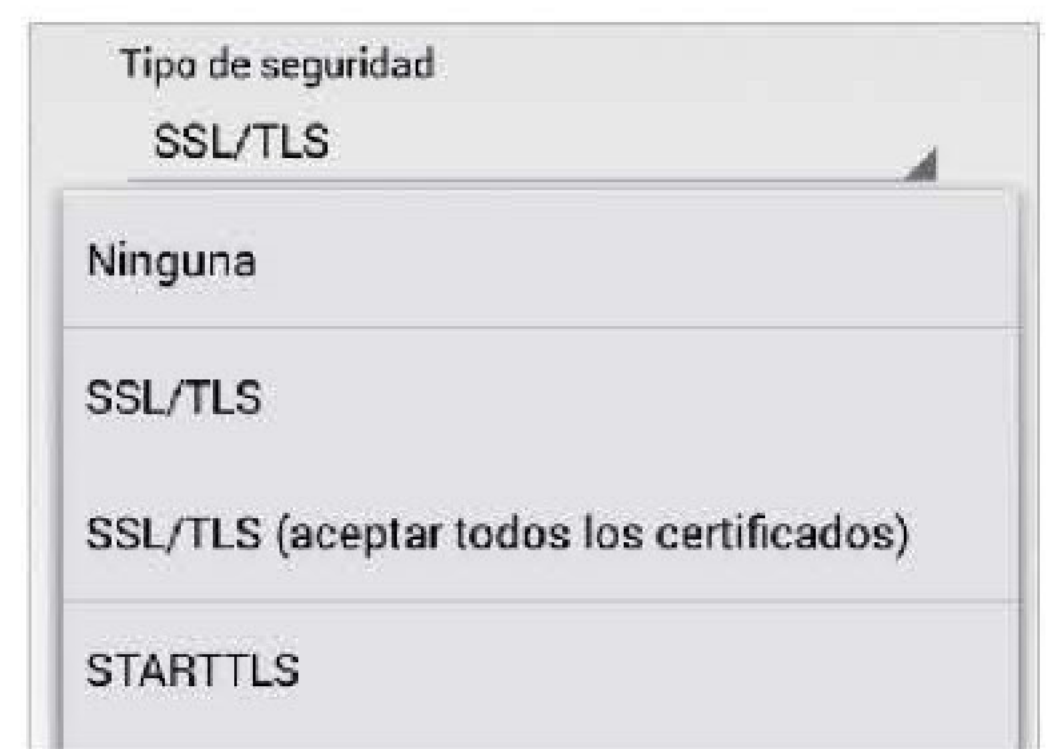 Tipo de seguridad
SSL/TLS
Ninguna
SSL/TLS
SSL/TLS (aceptar todos los certificados)
STARTTLS